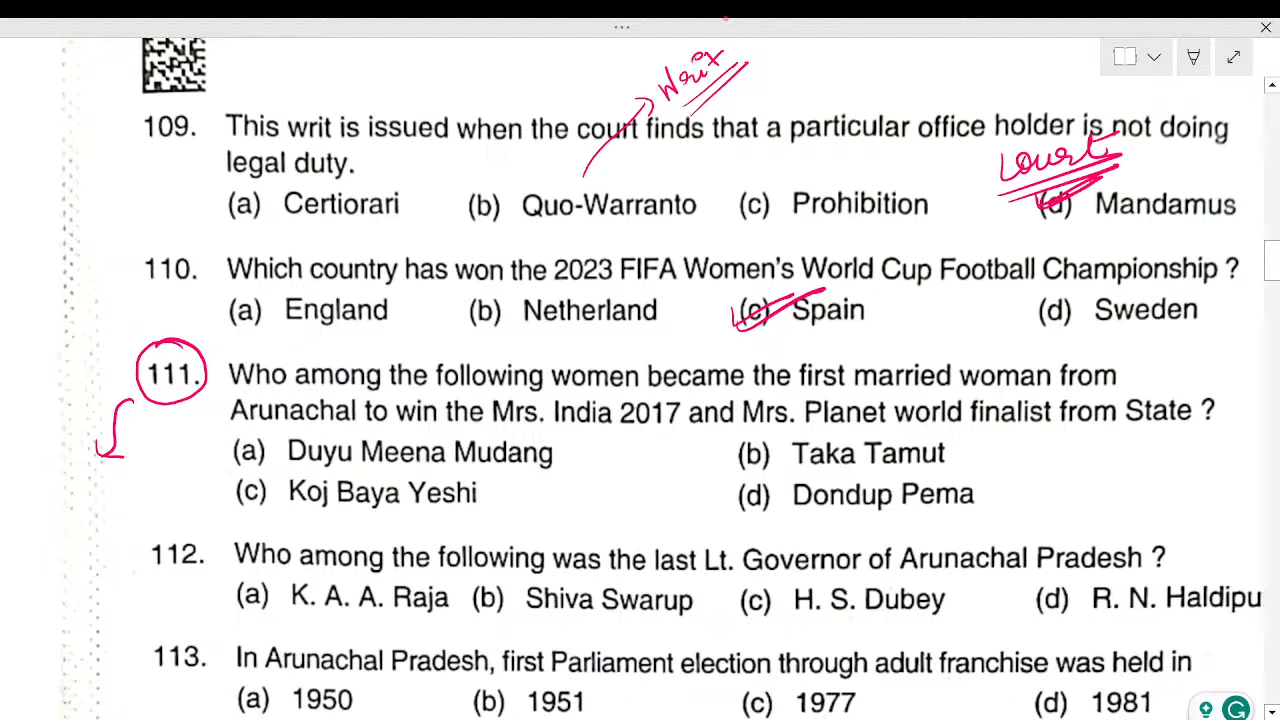 Writ
109. This writ is issued when the court finds that a particular office holder is not doing
legal duty.
court
(a) Certiorari (b) Quo-Warranto (c) Prohibition (d) Mandamus
110. Which country has won the 2023 FIFA Women's World Cup Football Championship ?
(a) England (b) Netherland (c) Spain (d) Sweden
111. Who among the following women became the first married woman from
Arunachal to win the Mrs. India 2017 and Mrs. Planet world finalist from State ?
(a) Duyu Meena Mudang (b) Taka Tamut
(c) Koj Baya Yeshi (d) Dondup Pema
112. Who among the following was the last Lt. Governor of Arunachal Pradesh ?
(a) K. A. A. Raja (b) Shiva Swarup (c) H. S. Dubey (d) R. N. Haldipu
113. In Arunachal Pradesh, first Parliament election through adult franchise was held in
(a) 1950 (b) 1951 (c) 1977 (d) 1981